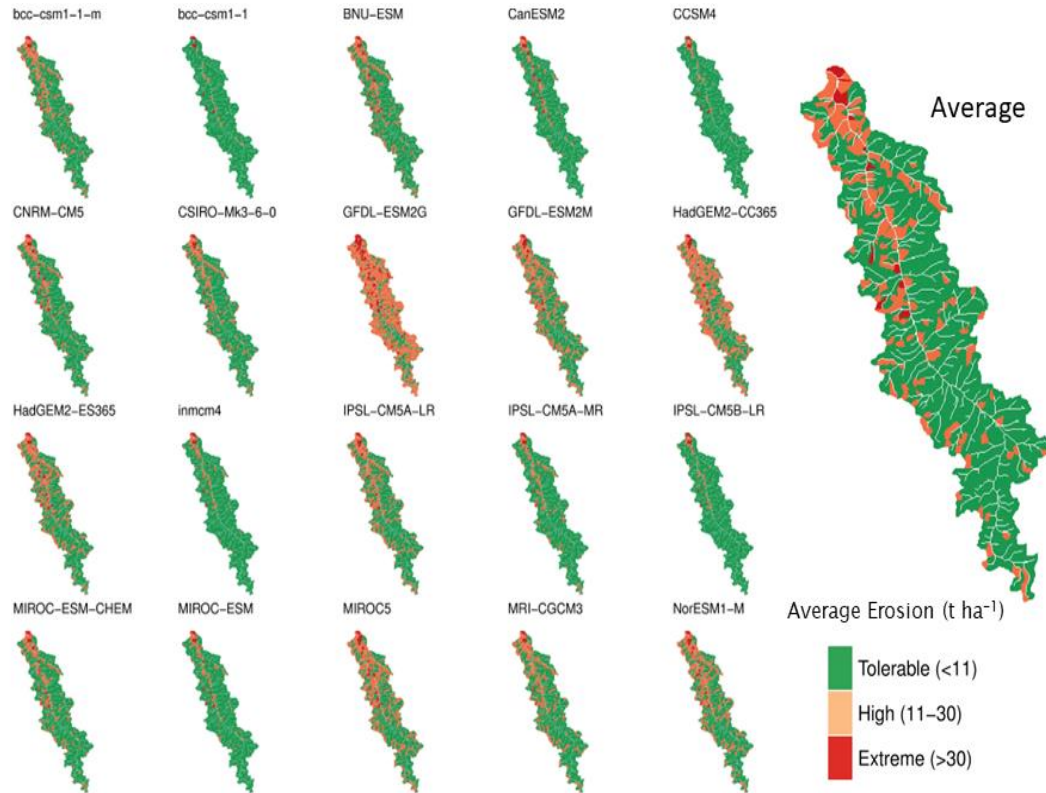 bcc-csm1-1-m bcc-csm1-1 BNU-ESM CanESM2 CCSM4
Average
CNRM-CM5 CSIRO-Mk3-6-0 GFDL-ESM2G GFDL-ESM2M HadGEM2-CC365
HadGEM2-ES365 inmcm4 IPSL-CM5A-LR IPSL-CM5A-MR IPSL-CM5B-LR
MIROC-ESM-CHEM MIROC-ESM MIROC5 MRI-CGCM3 NorESM1-M
Average Erosion (t ha⁻¹)
Tolerable (<11)
High (11-30)
Extreme (>30)